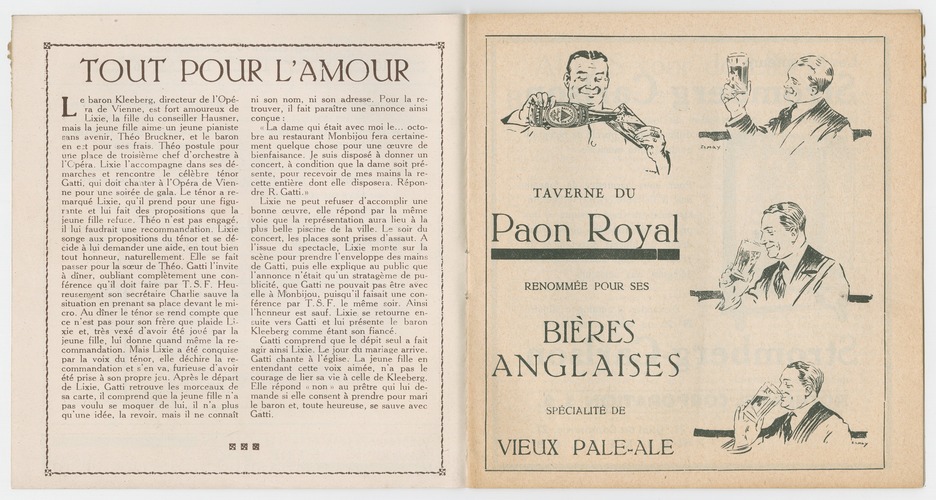 TOUT POUR L'AMOUR
Le baron Kleeberg, directeur de l'Opé-
ra de Vienne, est fort amoureux de
Lixie, la fille du conseiller Hausner,
mais la jeune fille aime un jeune pianiste
sans avenir, Théo Bruckner, et le baron
en est pour ses frais. Théo postule pour
une place de troisième chef d'orchestre à
l'Opéra. Lixie l'accompagne dans ses dé-
marches et rencontre le célèbre ténor
Gatti, qui doit chanter à l'Opéra de Vien-
ne pour une soirée de gala. Le ténor a re-
marqué Lixie, qu'il prend pour une figu-
rante et lui fait des propositions que la
jeune fille refuse. Théo n'est pas engagé,
il lui faudrait une recommandation. Lixie
songe aux propositions du ténor et se dé-
cide à lui demander une aide, en tout bien
tout honneur, naturellement. Elle se fait
passer pour la sœur de Théo. Gatti l'invite
à dîner, oubliant complètement une con-
férence qu'il doit faire par T.S.F. Heu-
reusement son secrétaire Charlie sauve la
situation en prenant sa place devant le mi-
cro. Au dîner le ténor se rend compte que
ce n'est pas pour son frère que plaide Li-
xie et, très vexé d'avoir été joué par la
jeune fille, lui donne quand même la re-
commandation. Mais Lixie a été conquise
par la voix du ténor, elle déchire la re-
commandation et s'en va, furieuse d'avoir
été prise à son propre jeu. Après le départ
de Lixie, Gatti retrouve les morceaux de
sa carte, il comprend que la jeune fille n'a
pas voulu se moquer de lui, il n'a plus
qu'une idée, la revoir, mais il ne connaît
ni son nom, ni son adresse. Pour la re-
trouver, il fait paraître une annonce ainsi
conçue :
« La dame qui était avec moi le... octo-
bre au restaurant Monbijou fera certaine-
ment quelque chose pour une œuvre de
bienfaisance. Je suis disposé à donner un
concert, à condition que la dame soit pré-
sente, pour recevoir de mes mains la re-
cette entière dont elle disposera. Répon-
dre R. Gatti. »
Lixie ne peut refuser d'accomplir une
bonne œuvre, elle répond par la même
voie que la représentation aura lieu à la
plus belle piscine de la ville. Le soir du
concert, les places sont prises d'assaut. A
l'issue du spectacle, Lixie monte sur la
scène pour prendre l'enveloppe des mains
de Gatti, puis elle explique au public que
l'annonce n'était qu'un stratagème de pu-
blicité, que Gatti ne pouvait pas être avec
elle à Monbijou, puisqu'il faisait une con-
férence par T.S.F. le même soir. Ainsi
l'honneur est sauf. Lixie se retourne en-
suite vers Gatti et lui présente le baron
Kleeberg comme étant son fiancé.
Gatti comprend que le dépit seul a fait
agir ainsi Lixie. Le jour du mariage arrive.
Gatti chante à l'église. La jeune fille en
entendant cette voix aimée, n'a pas le
courage de lier sa vie à celle de Kleeberg.
Elle répond « non » au prêtre qui lui de-
mande si elle consent à prendre pour mari
le baron et, toute heureuse, se sauve avec
Gatti.
TAVERNE DU
Paon Royal
RENOMMÉE POUR SES
BIÈRES
ANGLAISES
SPÉCIALITÉ DE
VIEUX PALE-ALE